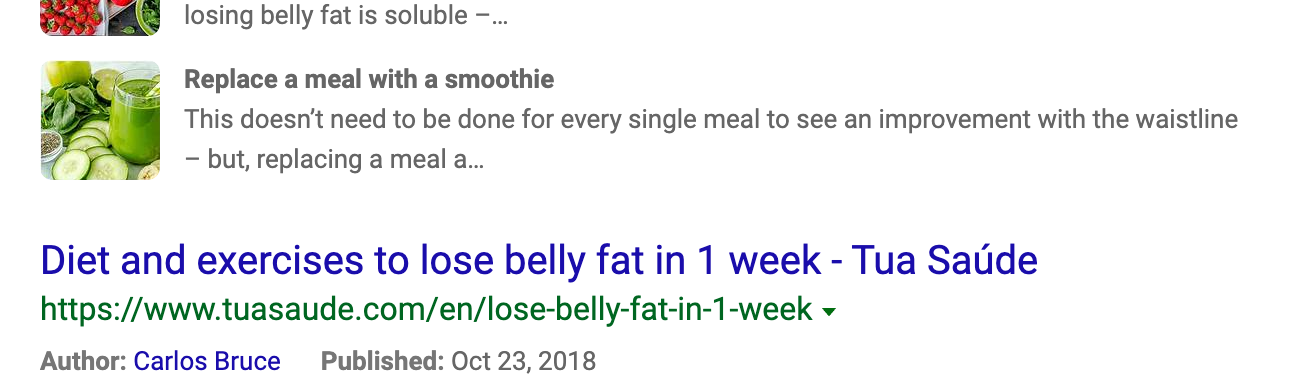 losing belly fat is soluble –…
Replace a meal with a smoothie
This doesn’t need to be done for every single meal to see an improvement with the waistline
– but, replacing a meal a…
Diet and exercises to lose belly fat in 1 week - Tua Saúde
https://www.tuasaude.com/en/lose-belly-fat-in-1-week
Author: Carlos Bruce Published: Oct 23, 2018